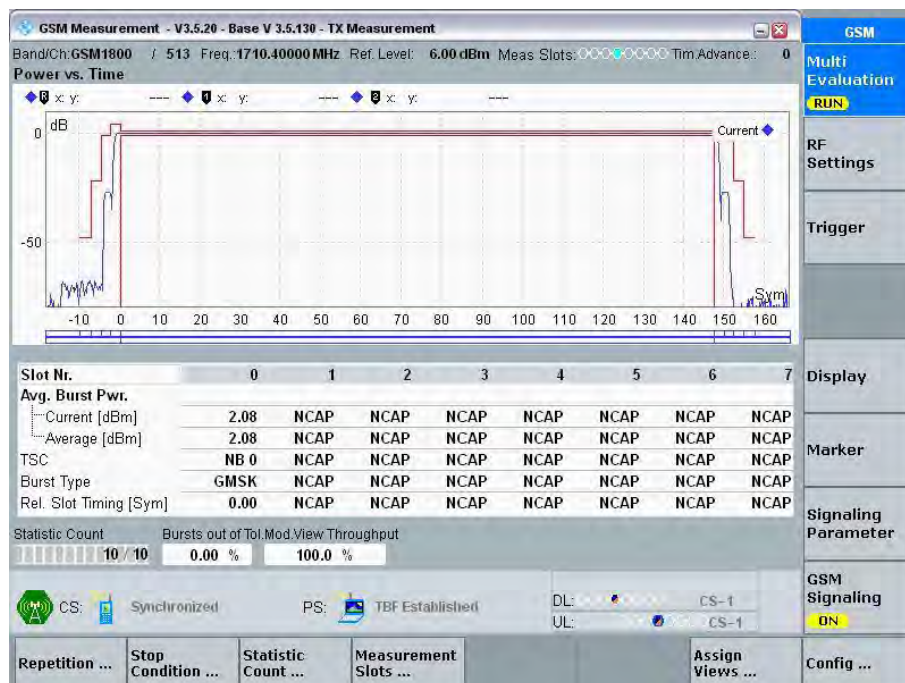 GSM Measurement - V3.5.20 - Base V 3.5.130 - TX Measurement
GSM
Band/Ch: GSM1800 / 513 Freq.: 1710.40000 MHz Ref. Level: 6.00 dBm Meas Slots: Tim.Advance.: 0
Power vs. Time
Multi Evaluation
RUN
R x: y: --- 1 x: y: --- 2 x: y: ---
dB
0
Current
-50
Sym
-10 0 10 20 30 40 50 60 70 80 90 100 110 120 130 140 150 160
RF Settings
Trigger
Slot Nr. 0 1 2 3 4 5 6 7
Avg. Burst Pwr.
Current [dBm] 2.08 NCAP NCAP NCAP NCAP NCAP NCAP NCAP
Average [dBm] 2.08 NCAP NCAP NCAP NCAP NCAP NCAP NCAP
TSC NB 0 NCAP NCAP NCAP NCAP NCAP NCAP NCAP
Burst Type GMSK NCAP NCAP NCAP NCAP NCAP NCAP NCAP
Rel. Slot Timing [Sym] 0.00 NCAP NCAP NCAP NCAP NCAP NCAP NCAP
Display
Marker
Signaling Parameter
Statistic Count Bursts out of Tol. Mod.View Throughput
10 / 10 0.00 % 100.0 %
GSM Signaling
ON
CS: Synchronized PS: TBF Established DL: CS-1
UL: CS-1
Repetition ...
Stop Condition ...
Statistic Count ...
Measurement Slots ...
Assign Views ...
Config ...